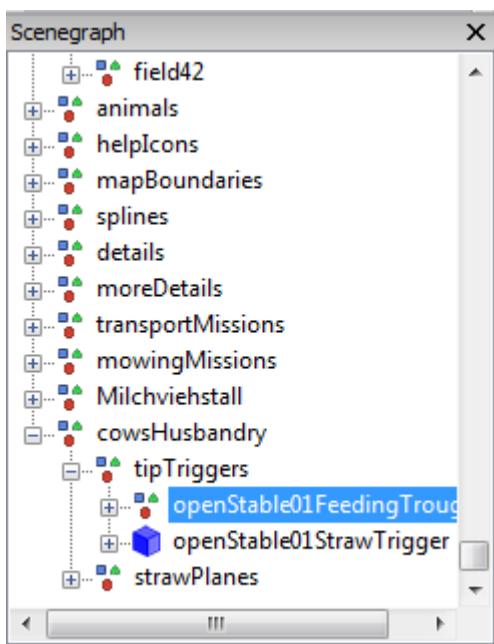 Scenegraph
field42
animals
helpIcons
mapBoundaries
splines
details
moreDetails
transportMissions
mowingMissions
Milchviehstall
cowsHusbandry
tipTriggers
openStable01FeedingTroug
openStable01StrawTrigger
strawPlanes